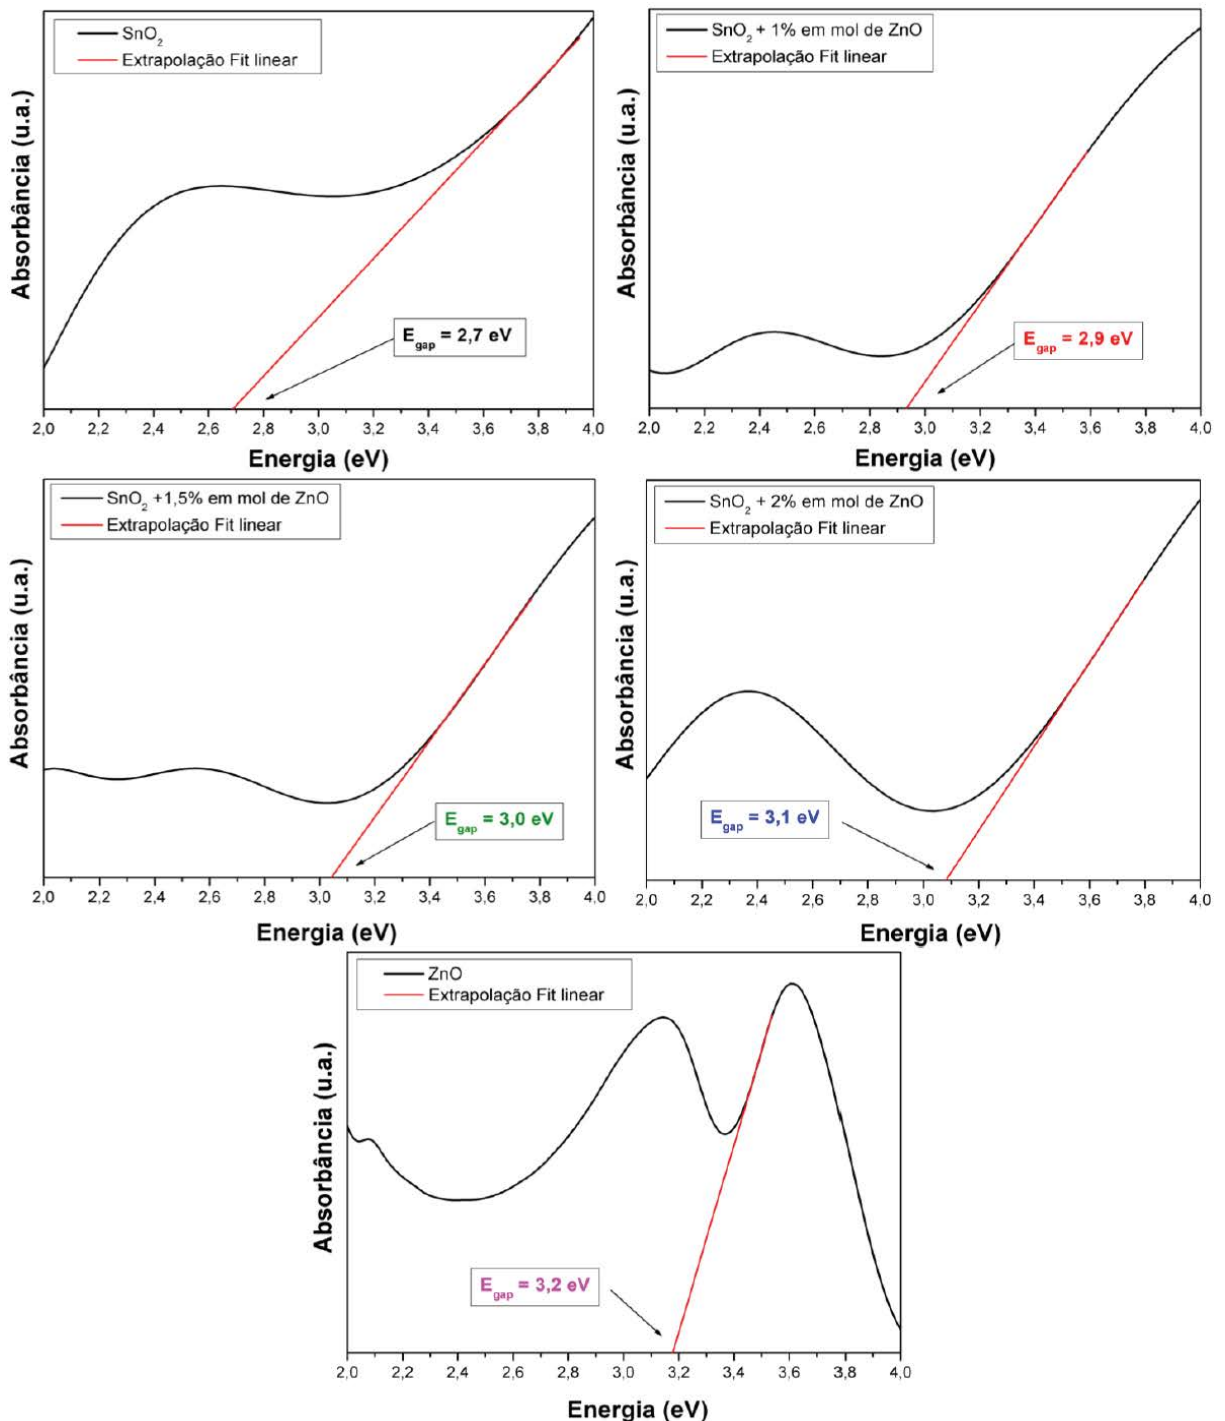 SnO₂
Extrapolação Fit linear
Absorbância (u.a.)
E_gap = 2,7 eV
2,0 2,2 2,4 2,6 2,8 3,0 3,2 3,4 3,6 3,8 4,0
Energia (eV)
SnO₂ + 1% em mol de ZnO
Extrapolação Fit linear
Absorbância (u.a.)
E_gap = 2,9 eV
2,0 2,2 2,4 2,6 2,8 3,0 3,2 3,4 3,6 3,8 4,0
Energia (eV)
SnO₂ +1,5% em mol de ZnO
Extrapolação Fit linear
Absorbância (u.a.)
E_gap = 3,0 eV
2,0 2,2 2,4 2,6 2,8 3,0 3,2 3,4 3,6 3,8 4,0
Energia (eV)
SnO₂ + 2% em mol de ZnO
Extrapolação Fit linear
Absorbância (u.a.)
E_gap = 3,1 eV
2,0 2,2 2,4 2,6 2,8 3,0 3,2 3,4 3,6 3,8 4,0
Energia (eV)
ZnO
Extrapolação Fit linear
Absorbância (u.a.)
E_gap = 3,2 eV
2,0 2,2 2,4 2,6 2,8 3,0 3,2 3,4 3,6 3,8 4,0
Energia (eV)